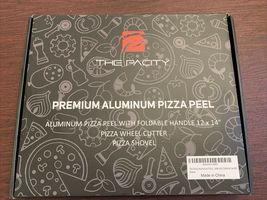 THE PACITY
PREMIUM ALUMINUM PIZZA PEEL
ALUMINUM PIZZA PEEL WITH FOLDABLE HANDLE 12 x 14"
PIZZA WHEEL CUTTER
PIZZA SHOVEL
Made in China